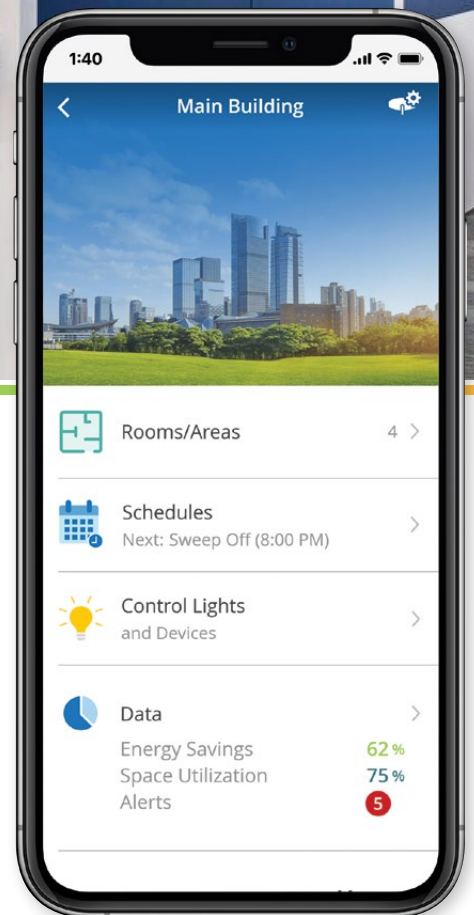 1:40
Main Building
Rooms/Areas 4
Schedules
Next: Sweep Off (8:00 PM)
Control Lights
and Devices
Data
Energy Savings 62 %
Space Utilization 75 %
Alerts 5